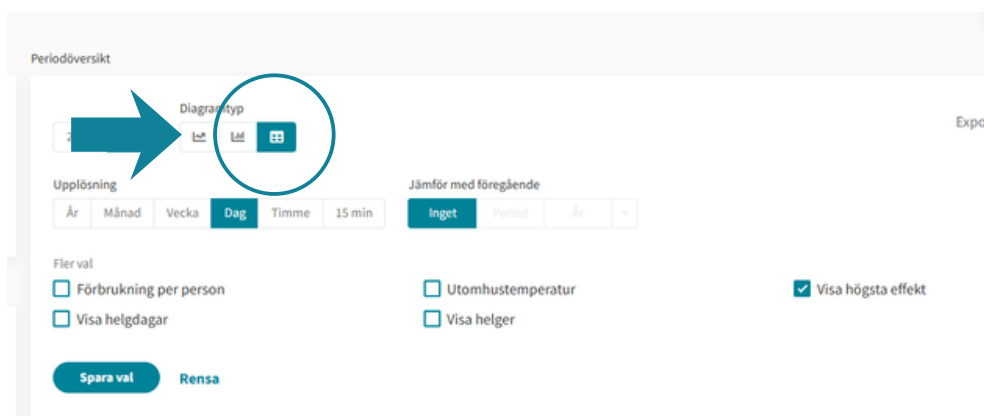 Periodöversikt
Diagramtyp
Expo
Upplösning
Jämför med föregående
År Månad Vecka Dag Timme 15 min
Inget Period År
Fler val
Förbrukning per person
Utomhustemperatur
Visa högsta effekt
Visa helgdagar
Visa helger
Spara val
Rensa